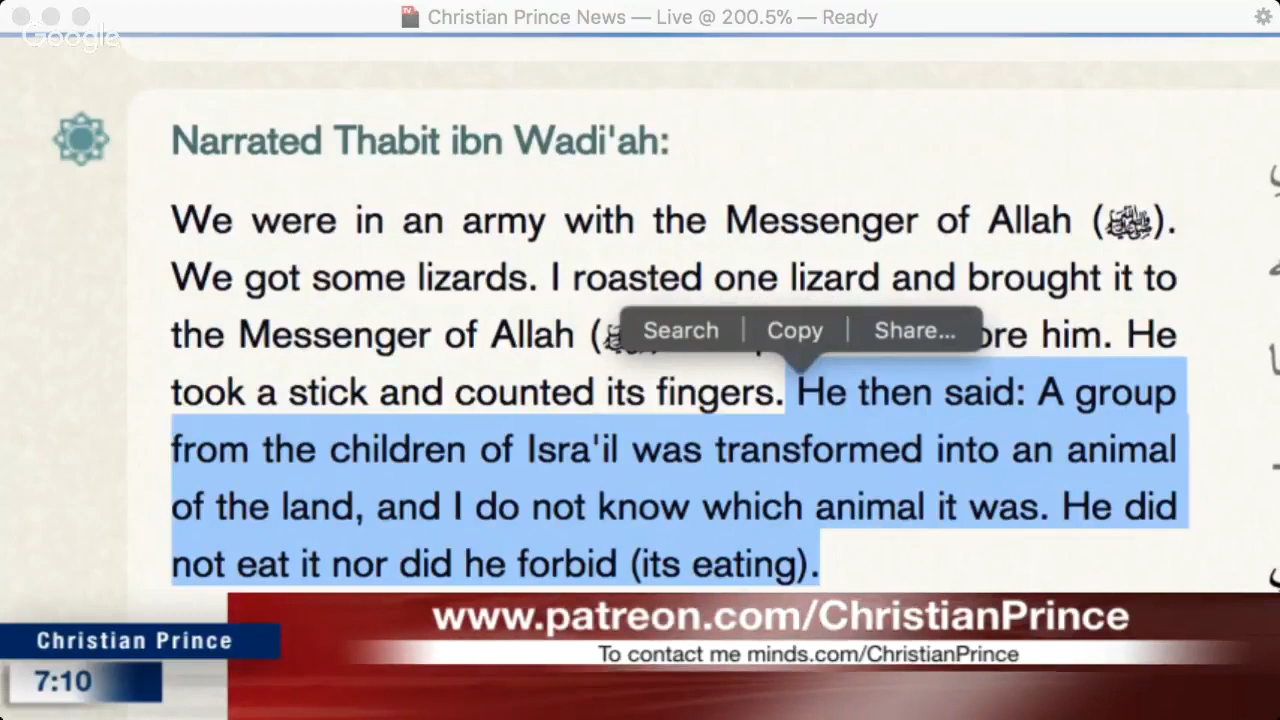 Christian Prince News — Live @ 200.5% — Ready
Google
Narrated Thabit ibn Wadi'ah:
We were in an army with the Messenger of Allah (ﷺ).
We got some lizards. I roasted one lizard and brought it to
the Messenger of Allah (ﷺ) him. He
Search Copy Share...
took a stick and counted its fingers. He then said: A group
from the children of Isra'il was transformed into an animal
of the land, and I do not know which animal it was. He did
not eat it nor did he forbid (its eating).
www.patreon.com/ChristianPrince
Christian Prince
To contact me minds.com/ChristianPrince
7:10